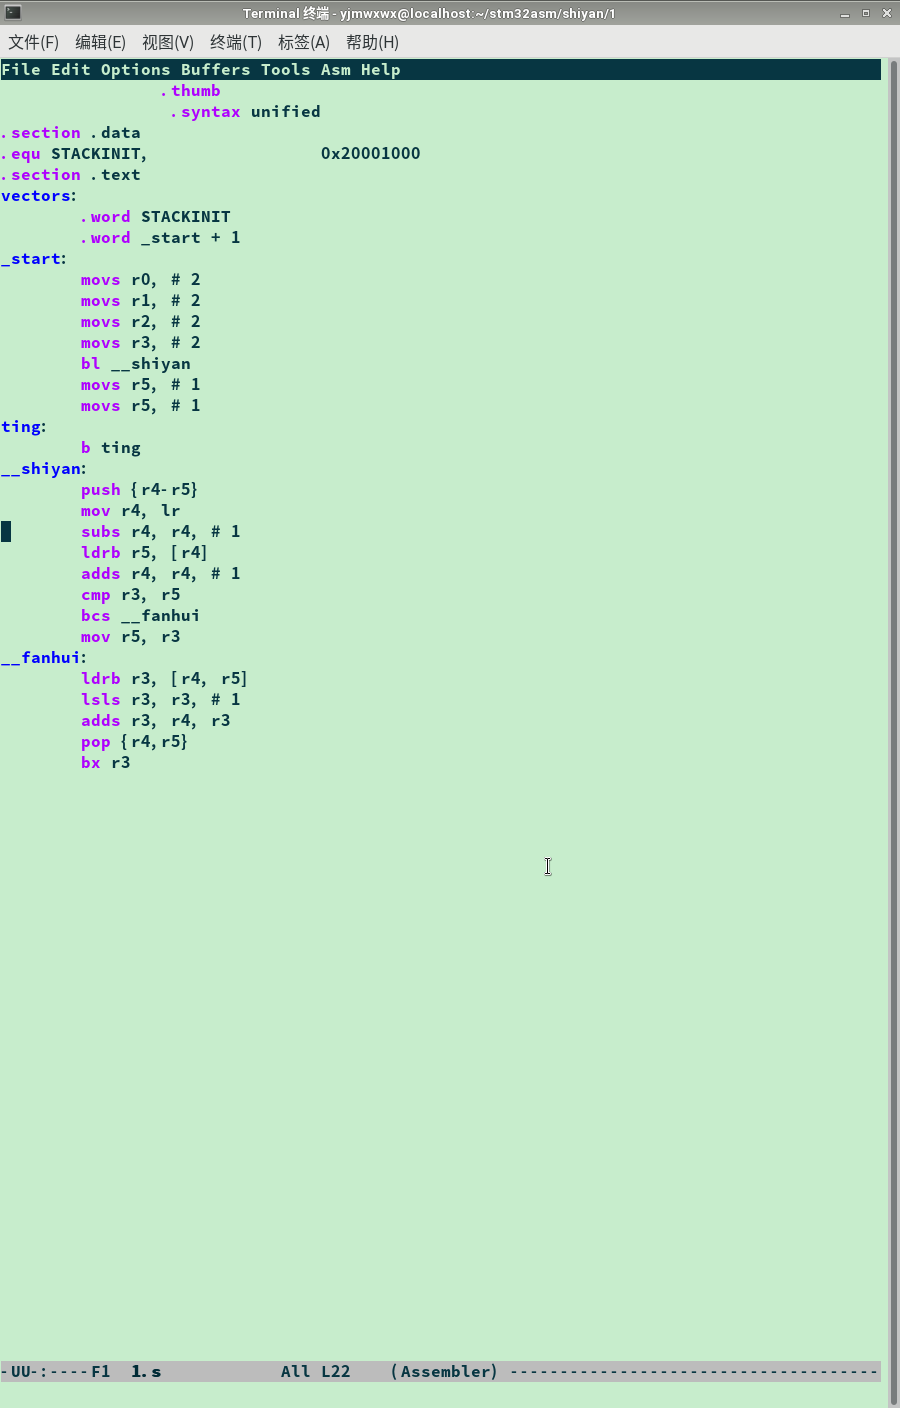 Terminal 终端 - yjmwxwx@localhost:~/stm32asm/shiyan/1
文件(F) 编辑(E) 视图(V) 终端(T) 标签(A) 帮助(H)
File Edit Options Buffers Tools Asm Help
.thumb
.syntax unified
.section .data
.equ STACKINIT, 0x20001000
.section .text
vectors:
.word STACKINIT
.word _start + 1
_start:
movs r0, # 2
movs r1, # 2
movs r2, # 2
movs r3, # 2
bl __shiyan
movs r5, # 1
movs r5, # 1
ting:
b ting
__shiyan:
push {r4-r5}
mov r4, lr
subs r4, r4, # 1
ldrb r5, [r4]
adds r4, r4, # 1
cmp r3, r5
bcs __fanhui
mov r5, r3
__fanhui:
ldrb r3, [r4, r5]
lsls r3, r3, # 1
adds r3, r4, r3
pop {r4,r5}
bx r3
-UU-:----F1 1.s All L22 (Assembler) -------------------------------------